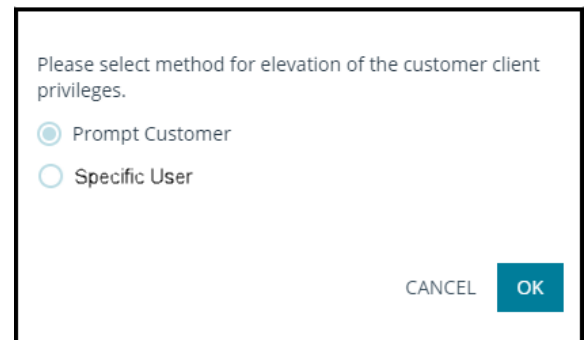 Please select method for elevation of the customer client
privileges.
Prompt Customer
Specific User
CANCEL OK